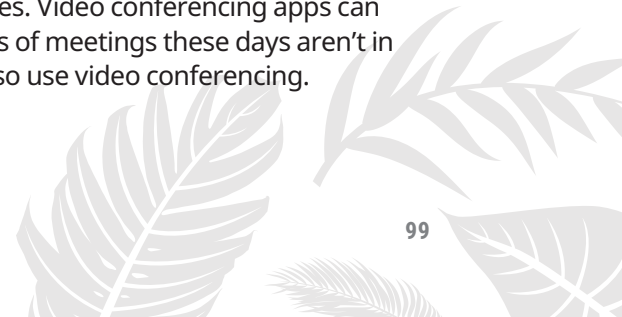 es. Video conferencing apps can
s of meetings these days aren’t in
so use video conferencing.
99